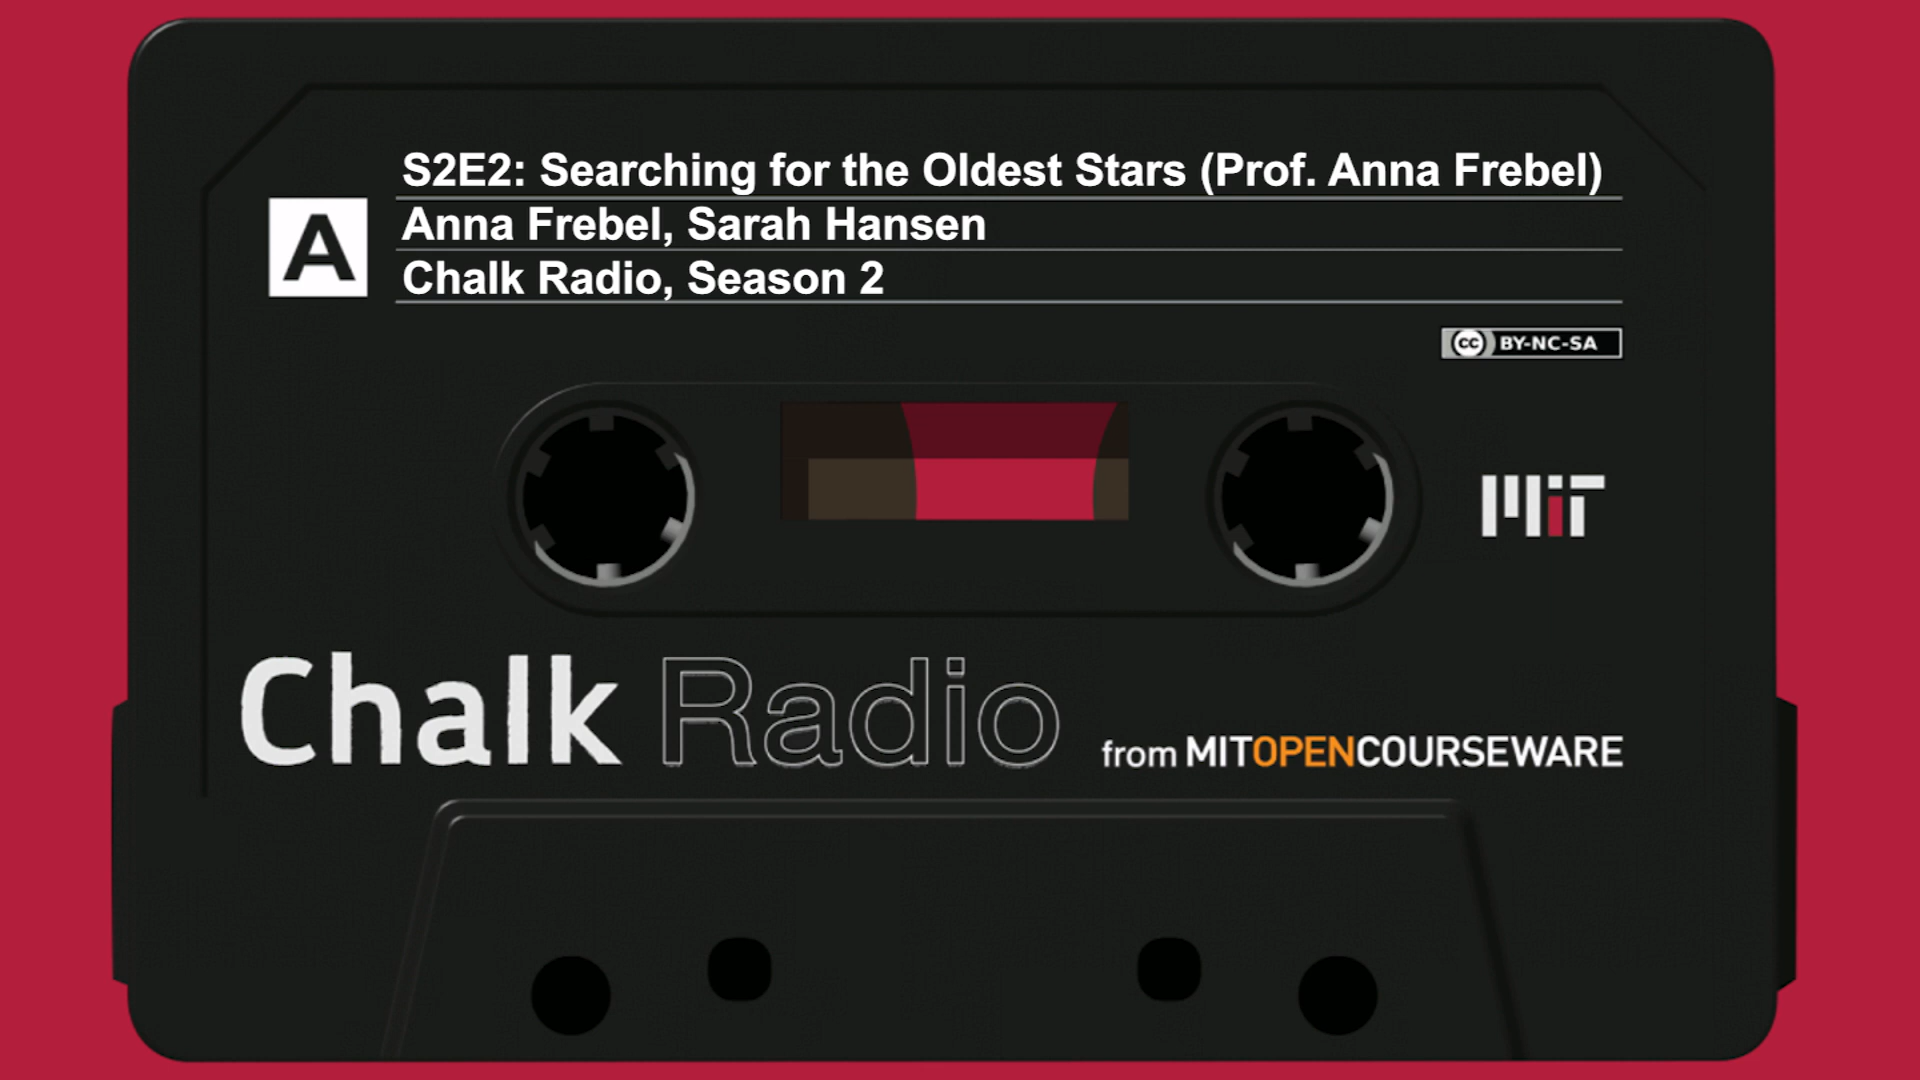 S2E2: Searching for the Oldest Stars (Prof. Anna Frebel)
A
Anna Frebel, Sarah Hansen
Chalk Radio, Season 2
cc BY-NC-SA
MIT
Chalk Radio
from MITOPENCOURSEWARE